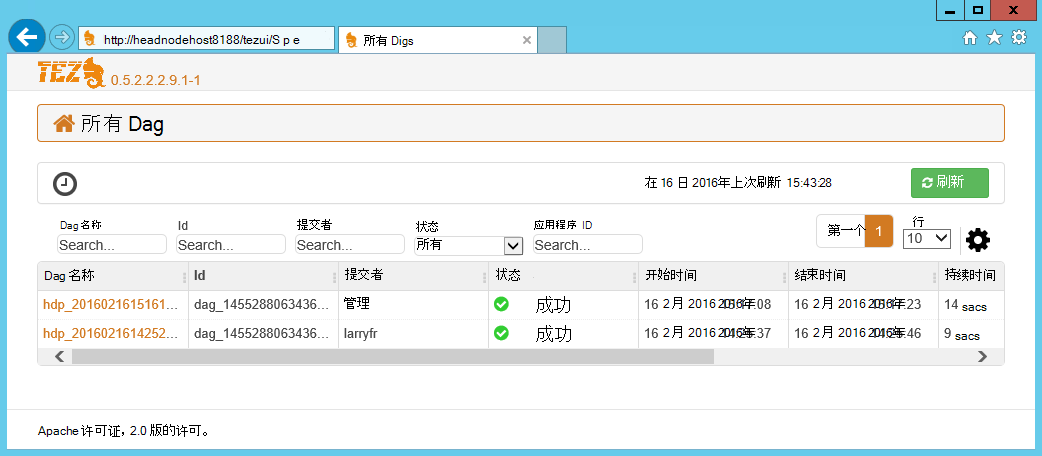 http://headnodehost8188/tezui/S p e
所有 Digs
TEZ 0.5.2.2.2.9.1-1
所有 Dag
在 16 日 2016年上次刷新 15:43:28
刷新
Dag 名称 Id 提交者 状态 应用程序 ID
Search... Search... Search... 所有 Search...
第一个 1
行
10
Dag 名称 Id 提交者 状态 开始时间 结束时间 持续时间
hdp_2016021615161... dag_1455288063436... 管理 成功 16 2月 2016 :08 16 2月 2016 :23 14 sacs
hdp_2016021614252... dag_1455288063436... larryfr 成功 16 2月 2016 :37 16 2月 2016 :46 9 sacs
Apache 许可证，2.0 版的许可。